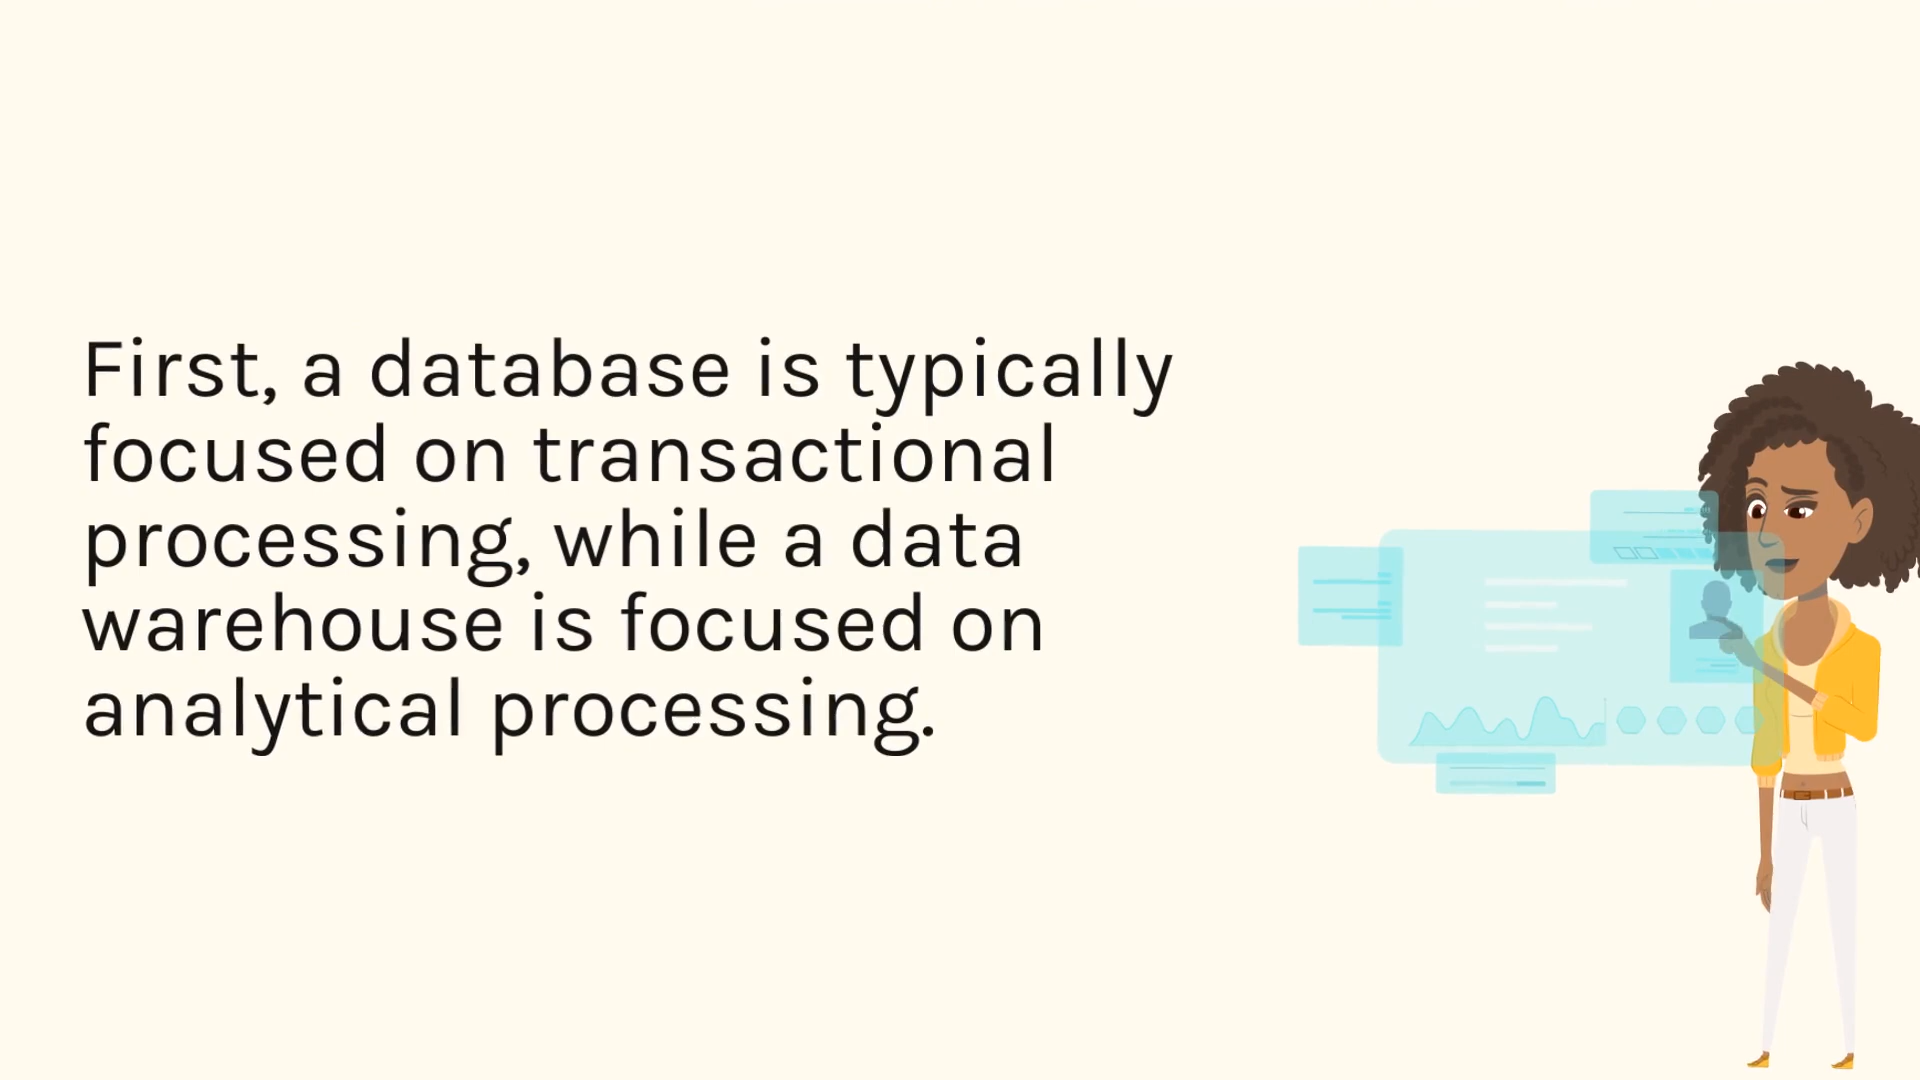 First, a database is typically
focused on transactional
processing, while a data
warehouse is focused on
analytical processing.